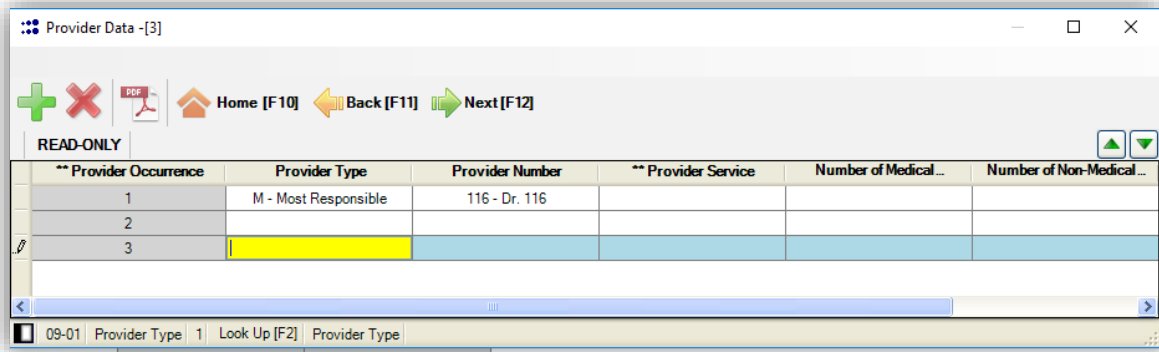 Provider Data -[3]
PDF Home [F10] Back [F11] Next [F12]
READ-ONLY
** Provider Occurrence Provider Type Provider Number ** Provider Service Number of Medical... Number of Non-Medical...
1 M - Most Responsible 116 - Dr. 116
2
3
09-01 Provider Type 1 Look Up [F2] Provider Type